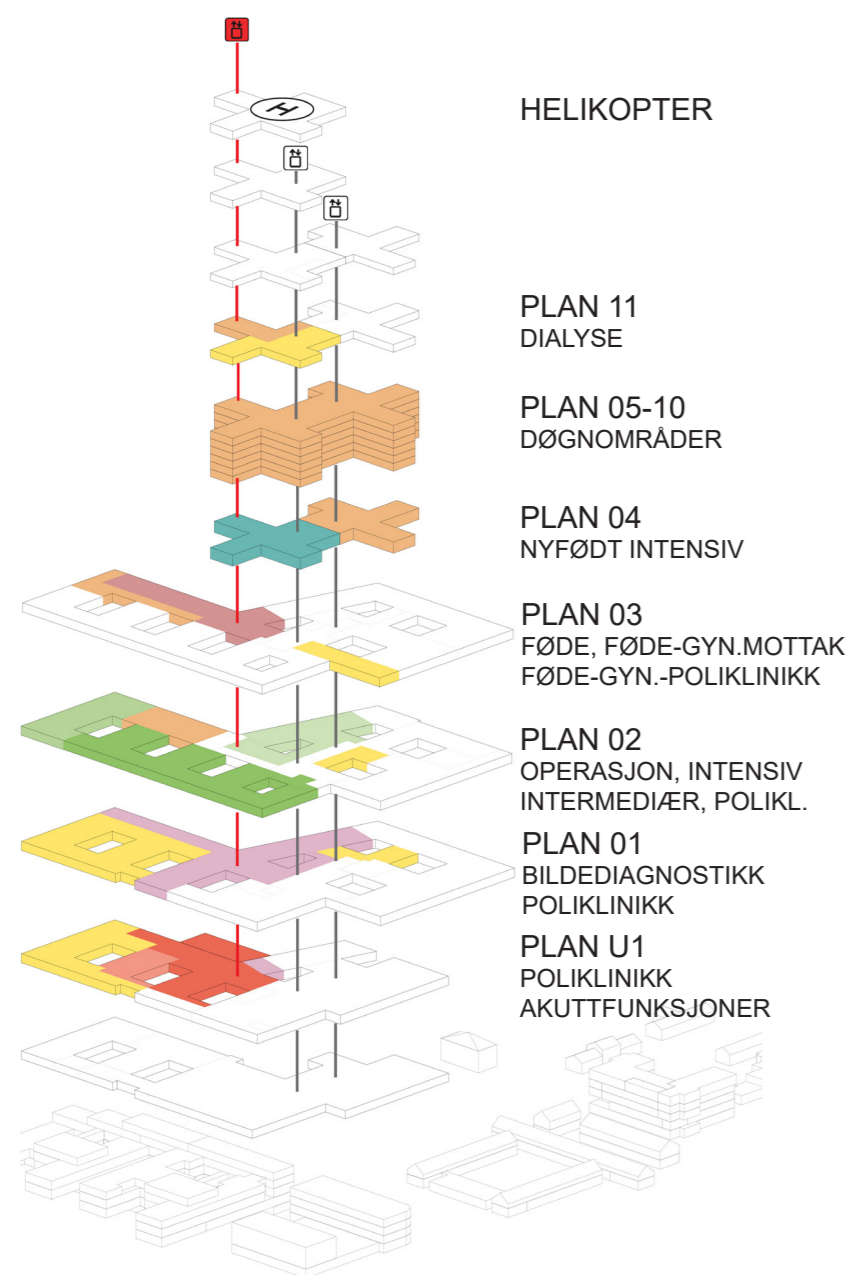 H
HELIKOPTER
PLAN 11
DIALYSE
PLAN 05-10
DØGNOMRÅDER
PLAN 04
NYFØDT INTENSIV
PLAN 03
FØDE, FØDE-GYN.MOTTAK
FØDE-GYN.-POLIKLINIKK
PLAN 02
OPERASJON, INTENSIV
INTERMEDIÆR, POLIKL.
PLAN 01
BILDEDIAGNOSTIKK
POLIKLINIKK
PLAN U1
POLIKLINIKK
AKUTTFUNKSJONER